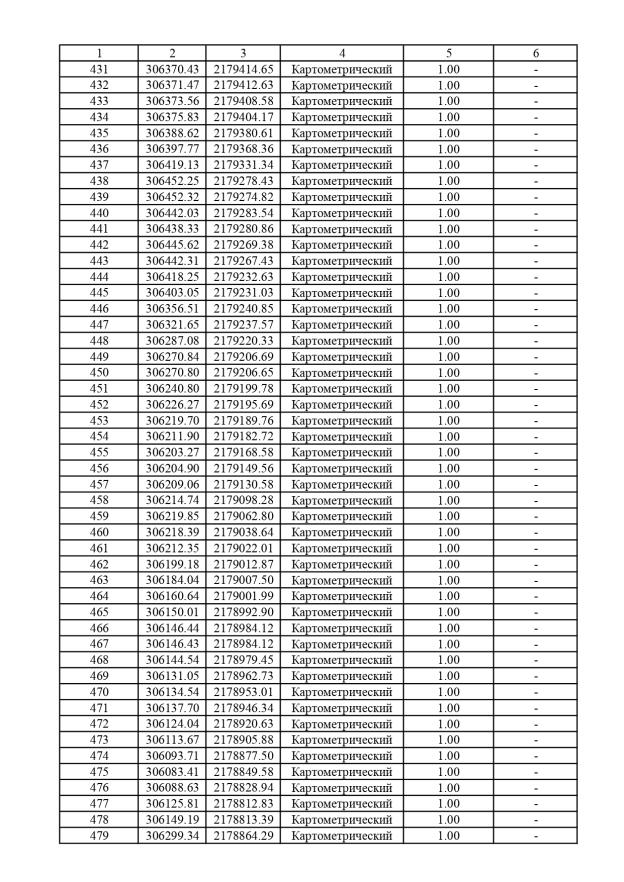 1 2 3 4 5 6
431 306370.43 2179414.65 Картометрический 1.00 -
432 306371.47 2179412.63 Картометрический 1.00 -
433 306373.56 2179408.58 Картометрический 1.00 -
434 306375.83 2179404.17 Картометрический 1.00 -
435 306388.62 2179380.61 Картометрический 1.00 -
436 306397.77 2179368.36 Картометрический 1.00 -
437 306419.13 2179331.34 Картометрический 1.00 -
438 306452.25 2179278.43 Картометрический 1.00 -
439 306452.32 2179274.82 Картометрический 1.00 -
440 306442.03 2179283.54 Картометрический 1.00 -
441 306438.33 2179280.86 Картометрический 1.00 -
442 306445.62 2179269.38 Картометрический 1.00 -
443 306442.31 2179267.43 Картометрический 1.00 -
444 306418.25 2179232.63 Картометрический 1.00 -
445 306403.05 2179231.03 Картометрический 1.00 -
446 306356.51 2179240.85 Картометрический 1.00 -
447 306321.65 2179237.57 Картометрический 1.00 -
448 306287.08 2179220.33 Картометрический 1.00 -
449 306270.84 2179206.69 Картометрический 1.00 -
450 306270.80 2179206.65 Картометрический 1.00 -
451 306240.80 2179199.78 Картометрический 1.00 -
452 306226.27 2179195.69 Картометрический 1.00 -
453 306219.70 2179189.76 Картометрический 1.00 -
454 306211.90 2179182.72 Картометрический 1.00 -
455 306203.27 2179168.58 Картометрический 1.00 -
456 306204.90 2179149.56 Картометрический 1.00 -
457 306209.06 2179130.58 Картометрический 1.00 -
458 306214.74 2179098.28 Картометрический 1.00 -
459 306219.85 2179062.80 Картометрический 1.00 -
460 306218.39 2179038.64 Картометрический 1.00 -
461 306212.35 2179022.01 Картометрический 1.00 -
462 306199.18 2179012.87 Картометрический 1.00 -
463 306184.04 2179007.50 Картометрический 1.00 -
464 306160.64 2179001.99 Картометрический 1.00 -
465 306150.01 2178992.90 Картометрический 1.00 -
466 306146.44 2178984.12 Картометрический 1.00 -
467 306146.43 2178984.12 Картометрический 1.00 -
468 306144.54 2178979.45 Картометрический 1.00 -
469 306131.05 2178962.73 Картометрический 1.00 -
470 306134.54 2178953.01 Картометрический 1.00 -
471 306137.70 2178946.34 Картометрический 1.00 -
472 306124.04 2178920.63 Картометрический 1.00 -
473 306113.67 2178905.88 Картометрический 1.00 -
474 306093.71 2178877.50 Картометрический 1.00 -
475 306083.41 2178849.58 Картометрический 1.00 -
476 306088.63 2178828.94 Картометрический 1.00 -
477 306125.81 2178812.83 Картометрический 1.00 -
478 306149.19 2178813.39 Картометрический 1.00 -
479 306299.34 2178864.29 Картометрический 1.00 -